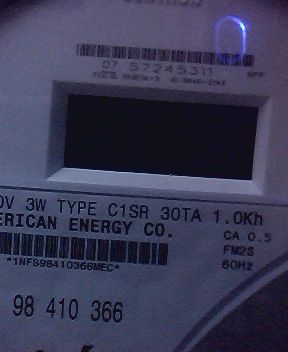 07 57245311
0V 3W TYPE C1SR 30TA 1.0Kh
ERICAN ENERGY CO.
CA 0.5
*1NFS98410366MEC*
FM2S
60Hz
98 410 366